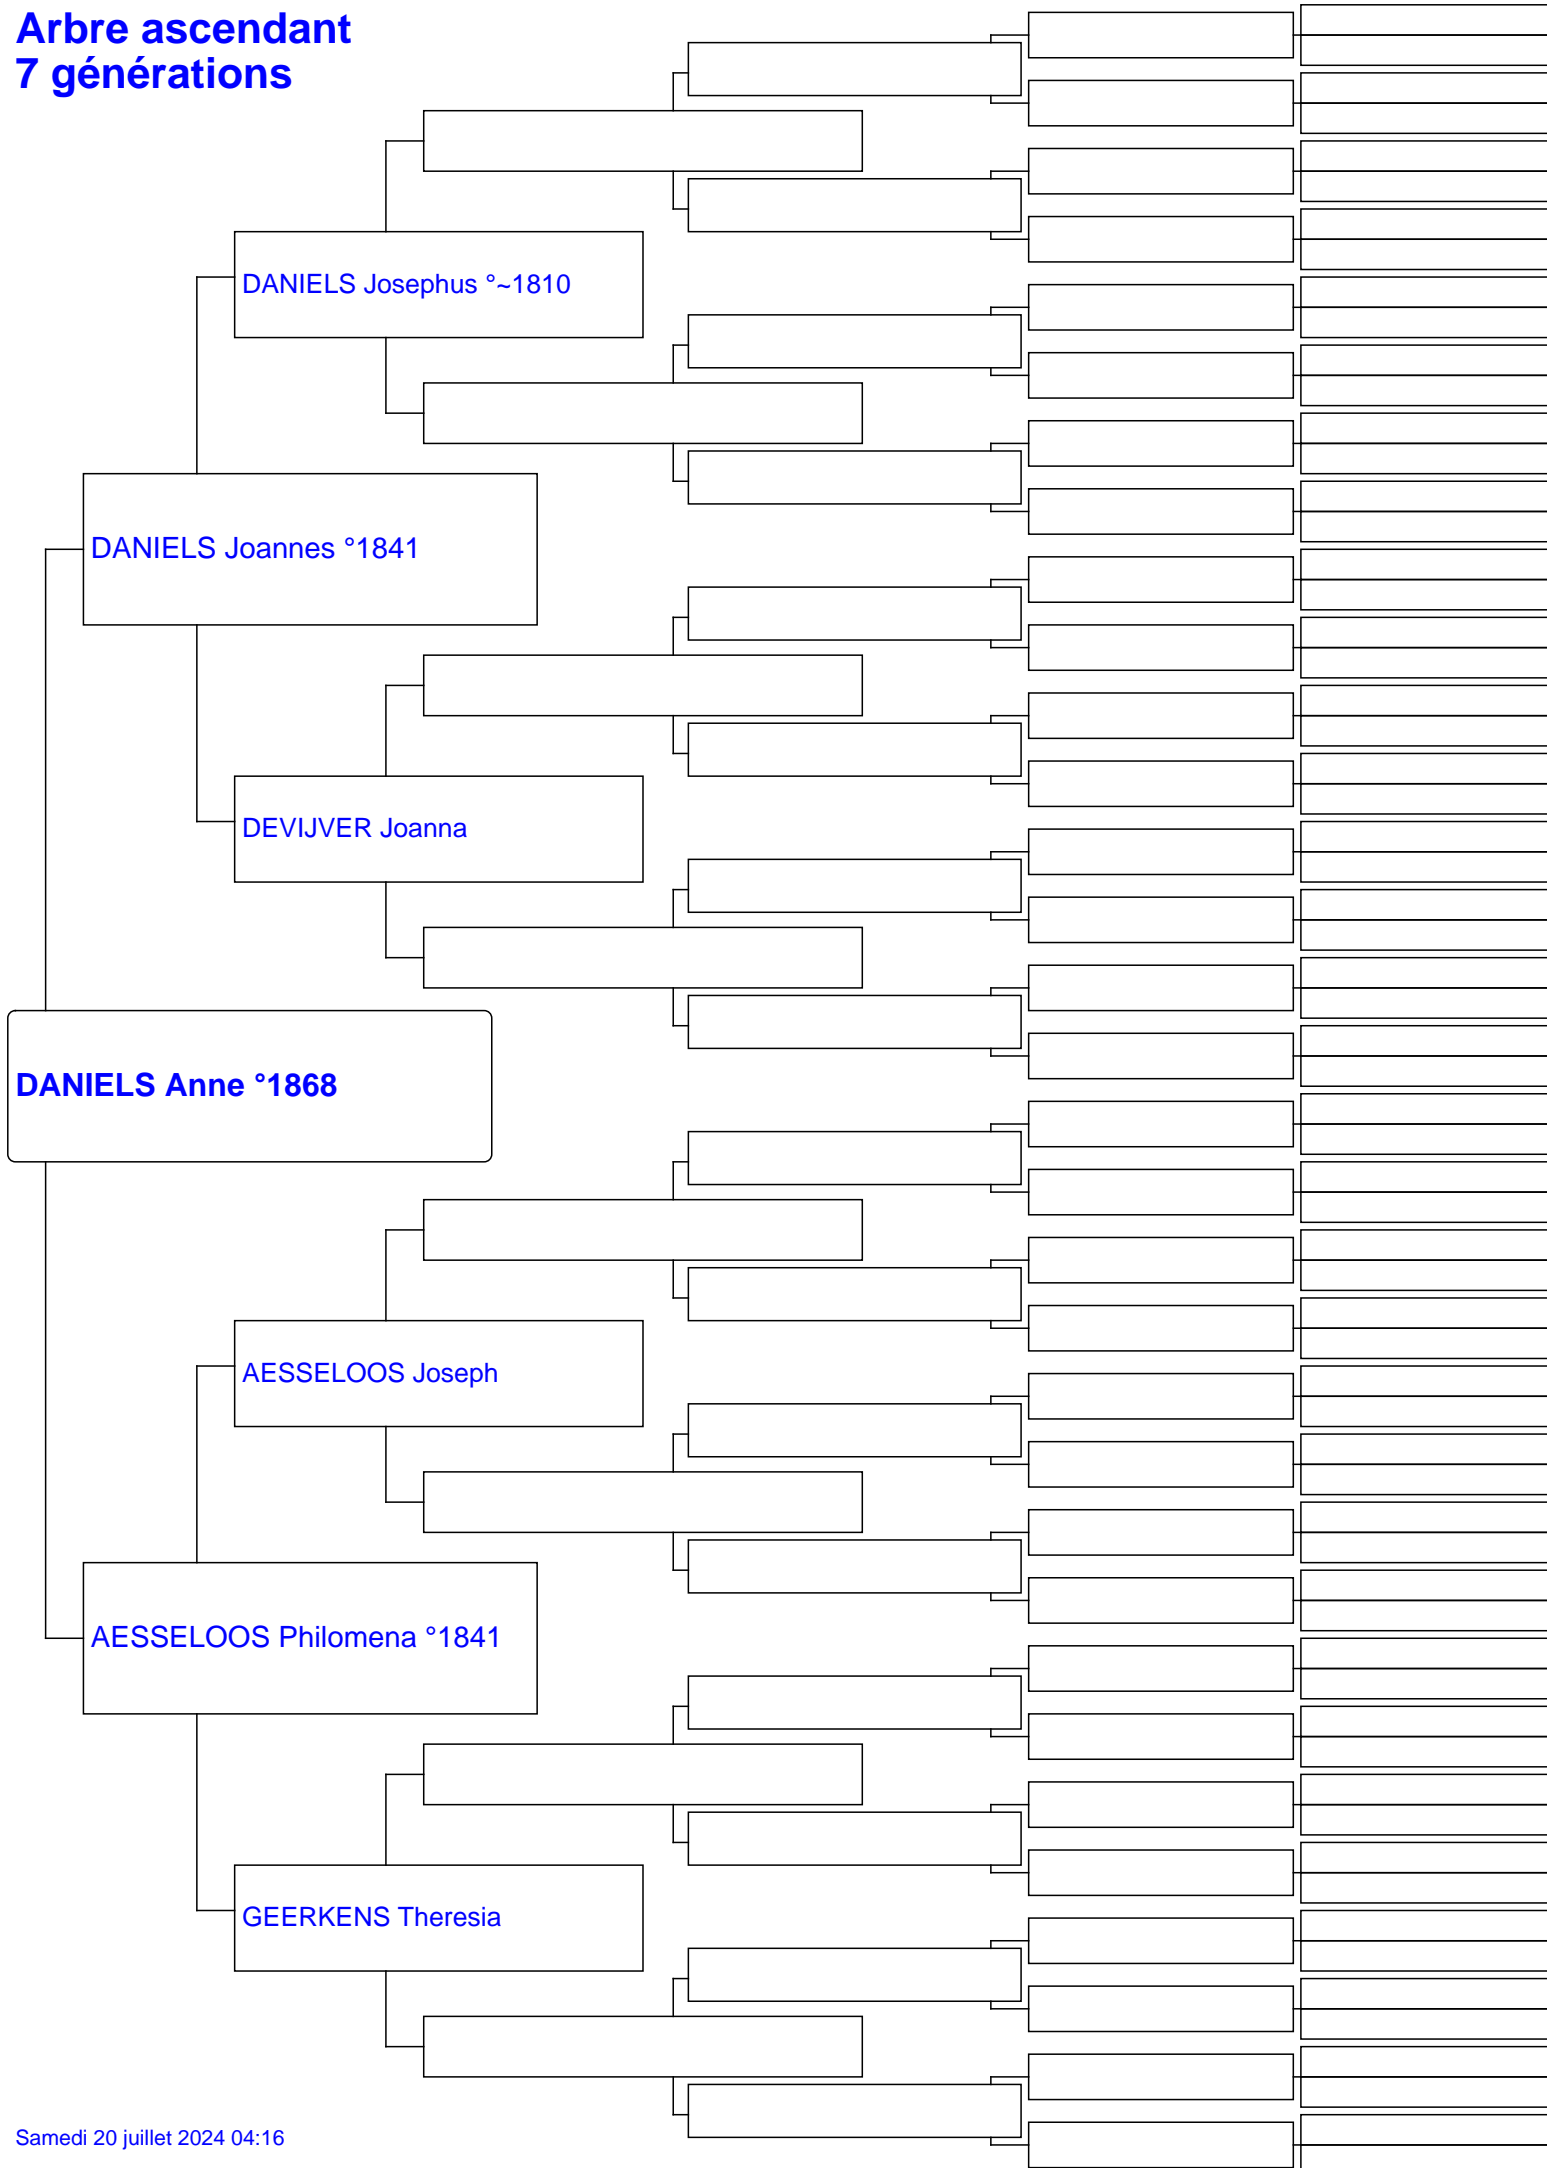 Arbre ascendant
7 générations
DANIELS Josephus °~1810
DANIELS Joannes °1841
DEVIJVER Joanna
DANIELS Anne °1868
AESSELOOS Joseph
AESSELOOS Philomena °1841
GEERKENS Theresia
Samedi 20 juillet 2024 04:16